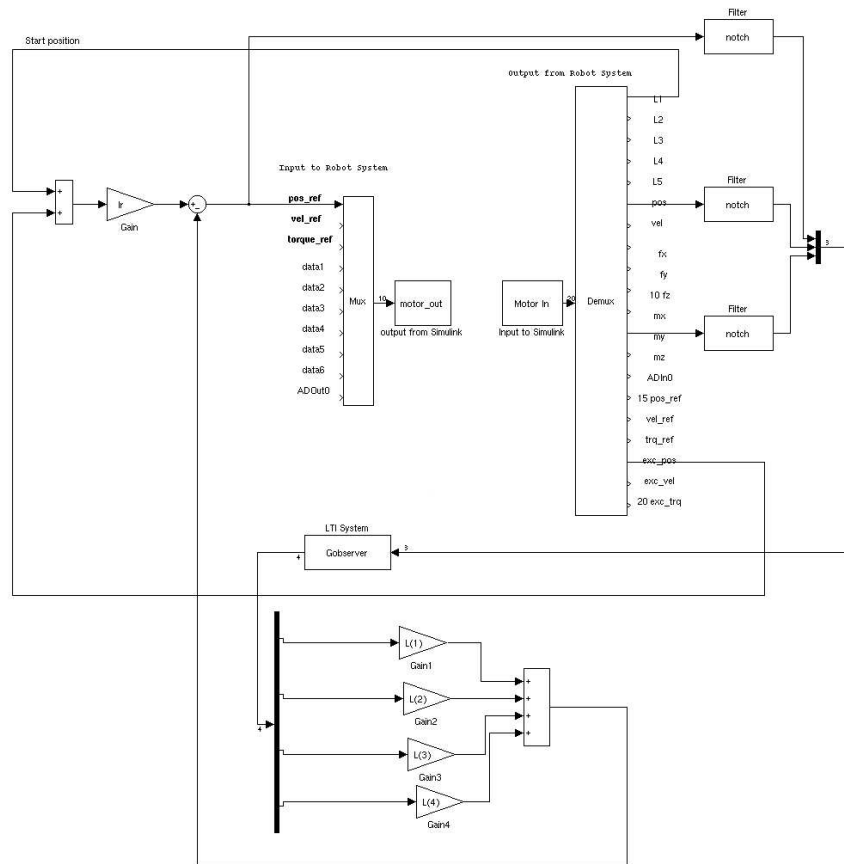 Filter
notch
Start position
Output from Robot System
L1
L2
L3
L4
L5
pos
vel
fx
fy
10 fz
mx
my
mz
ADIn0
15 pos_ref
vel_ref
trq_ref
exc_pos
exc_vel
20 exc_trq
Input to Robot System
pos_ref
vel_ref
torque_ref
data1
data2
data3
data4
data5
data6
ADOut0
Mux
10
motor_out
output from Simulink
Motor In
Input to Simulink
20
Demux
Filter
notch
Filter
notch
3
+
+
Ir
Gain
+_
LTI System
Gobserver
4
3
4
L(1)
Gain1
L(2)
Gain2
L(3)
Gain3
L(4)
Gain4
+
+
+
+